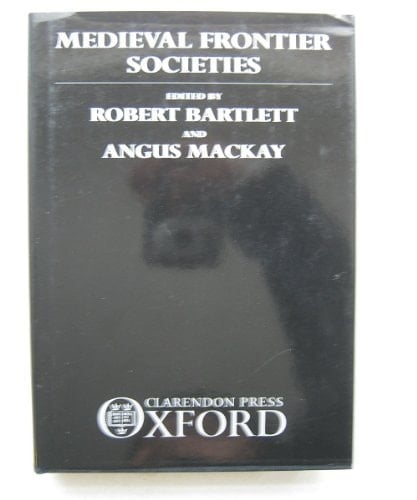 MEDIEVAL FRONTIER
SOCIETIES
EDITED BY
ROBERT BARTLETT
AND
ANGUS MACKAY
CLARENDON PRESS
OXFORD